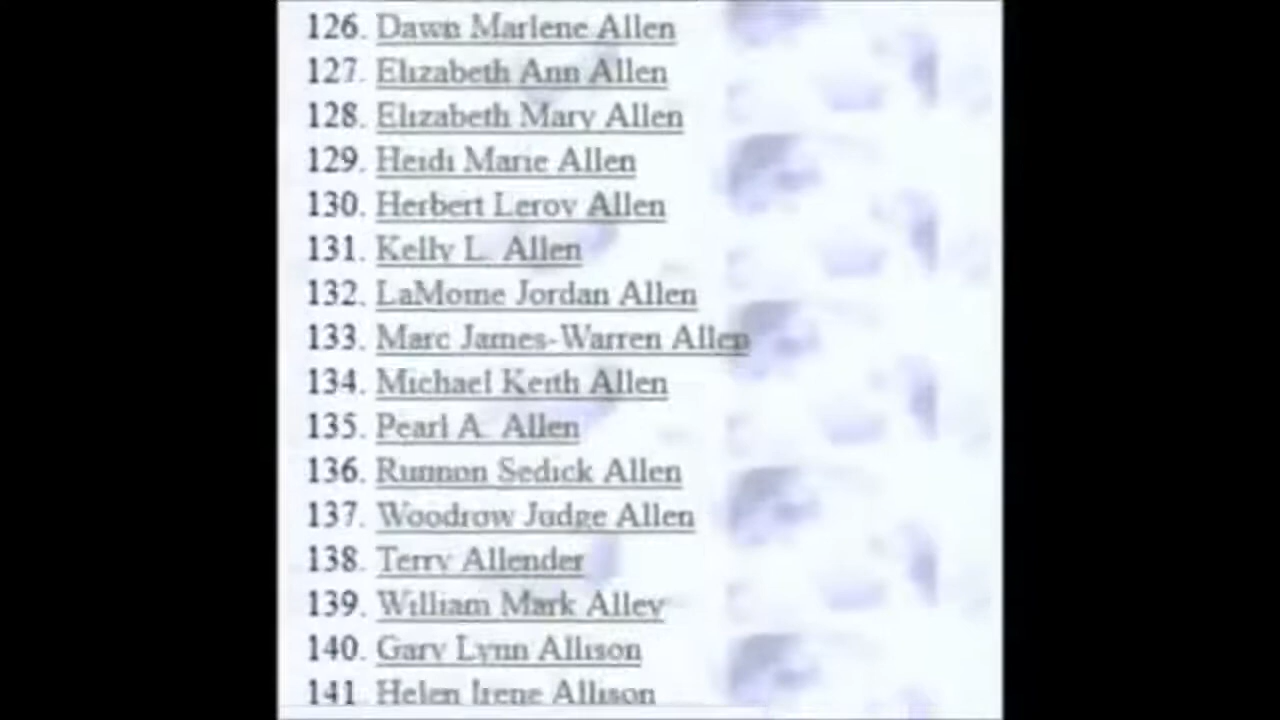 126. Dawn Marlene Allen
127. Elizabeth Ann Allen
128. Elizabeth Mary Allen
129. Heidi Marie Allen
130. Herbert Leroy Allen
131. Kelly L. Allen
132. Jordan Allen
133. Marc James-Warren Allen
134. Michael Keith Allen
135. Pearl A. Allen
136. Sedick Allen
137. Woodrow Judge Allen
138. Terry Allender
139. William Mark Alley
140. Gary Lynn Allison
141. Helen Irene Allison